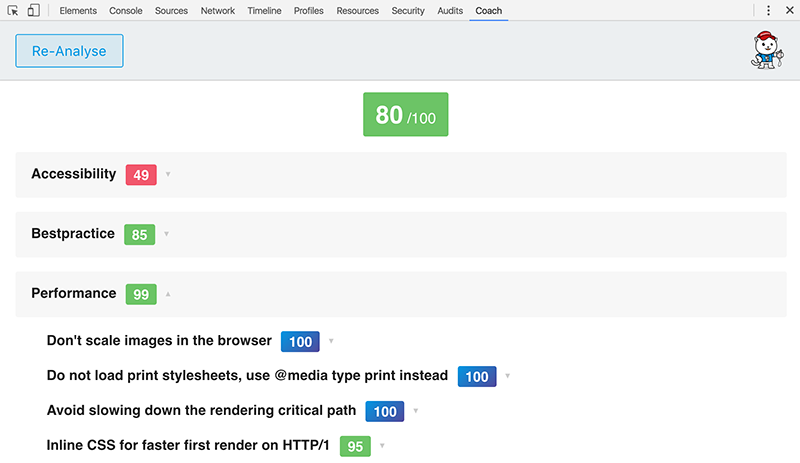 Elements Console Sources Network Timeline Profiles Resources Security Audits Coach
Re-Analyse
80 /100
Accessibility 49
Bestpractice 85
Performance 99
Don't scale images in the browser 100
Do not load print stylesheets, use @media type print instead 100
Avoid slowing down the rendering critical path 100
Inline CSS for faster first render on HTTP/1 95